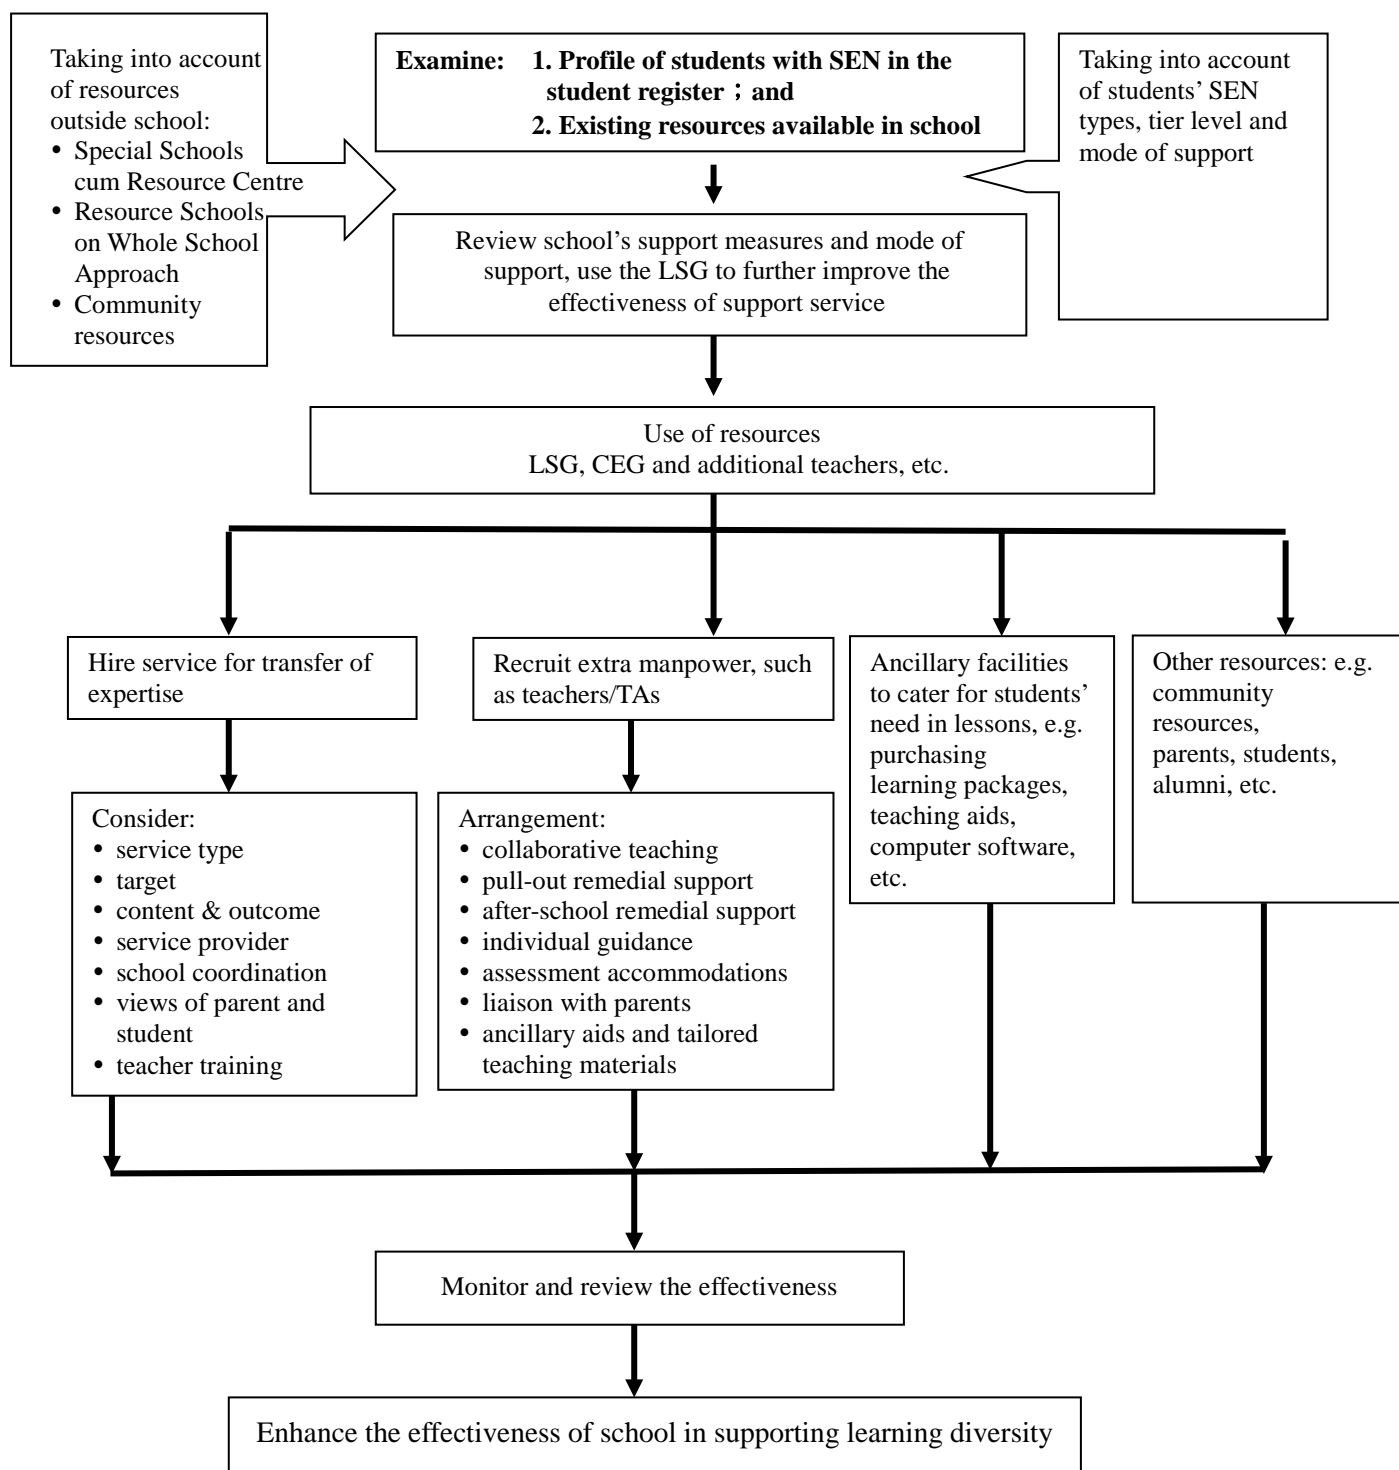 Taking into account
of resources
outside school:
• Special Schools
cum Resource Centre
• Resource Schools
on Whole School
Approach
• Community
resources
Examine: 1. Profile of students with SEN in the
student register；and
2. Existing resources available in school
Taking into account
of students’ SEN
types, tier level and
mode of support
Review school’s support measures and mode of
support, use the LSG to further improve the
effectiveness of support service
Use of resources
LSG, CEG and additional teachers, etc.
Hire service for transfer of
expertise
Recruit extra manpower, such
as teachers/TAs
Ancillary facilities
to cater for students’
need in lessons, e.g.
purchasing
learning packages,
teaching aids,
computer software,
etc.
Other resources: e.g.
community
resources,
parents, students,
alumni, etc.
Consider:
• service type
• target
• content & outcome
• service provider
• school coordination
• views of parent and
student
• teacher training
Arrangement:
• collaborative teaching
• pull-out remedial support
• after-school remedial support
• individual guidance
• assessment accommodations
• liaison with parents
• ancillary aids and tailored
teaching materials
Monitor and review the effectiveness
Enhance the effectiveness of school in supporting learning diversity